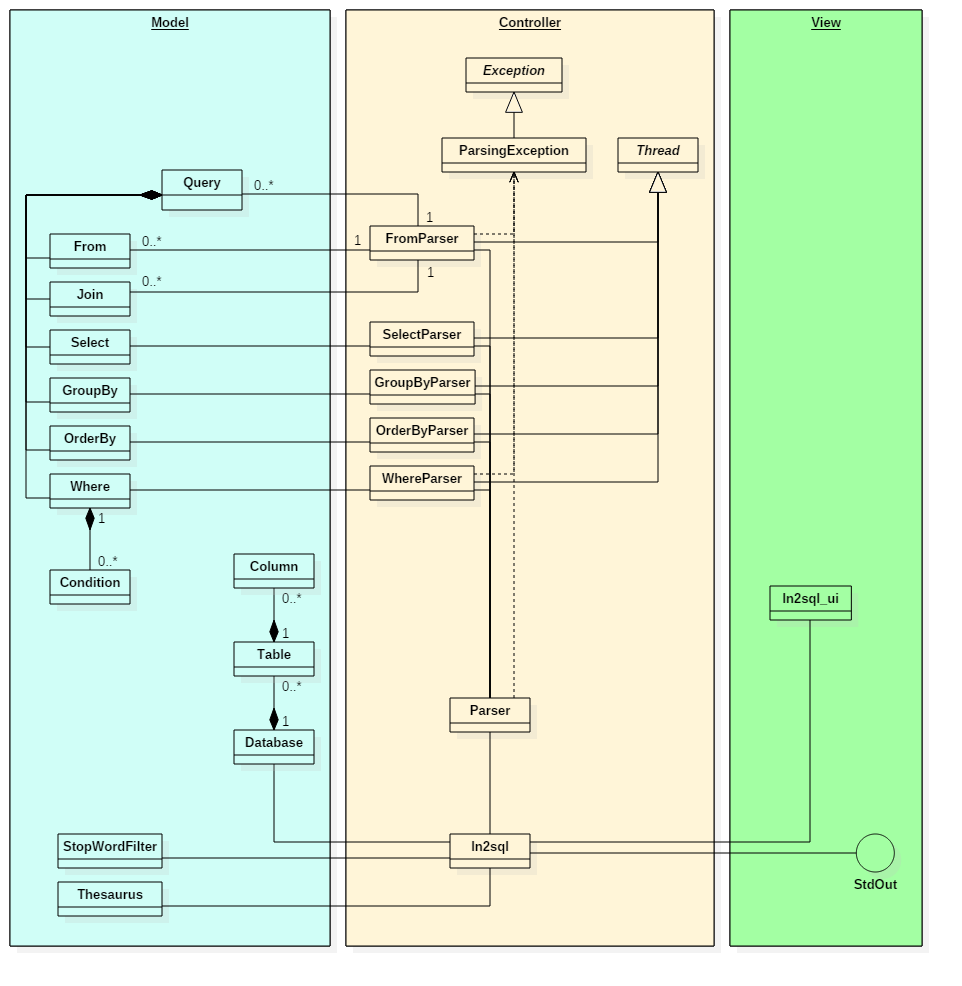 Model
Controller
View
Exception
ParsingException
Thread
Query
0..*
1
From
0..*
1
FromParser
Join
0..*
1
Select
SelectParser
GroupBy
GroupByParser
OrderBy
OrderByParser
Where
WhereParser
1
0..*
Condition
Column
0..*
1
Table
0..*
1
Database
ln2sql_ui
Parser
StopWordFilter
ln2sql
StdOut
Thesaurus